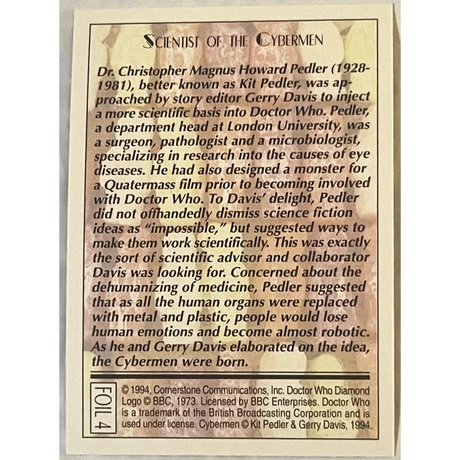 Scientist of the Cybermen
Dr. Christopher Magnus Howard Pedler (1928-
1981), better known as Kit Pedler, was ap-
proached by story editor Gerry Davis to inject
a more scientific basis into Doctor Who. Pedler,
a department head at London University, was
a surgeon, pathologist and a microbiologist,
specializing in research into the causes of eye
diseases. He had also designed a monster for
a Quatermass film prior to becoming involved
with Doctor Who. To Davis' delight, Pedler
did not offhandedly dismiss science fiction
ideas as "impossible," but suggested ways to
make them work scientifically. This was exactly
the sort of scientific advisor and collaborator
Davis was looking for. Concerned about the
dehumanizing of medicine, Pedler suggested
that as all the human organs were replaced
with metal and plastic, people would lose
human emotions and become almost robotic.
As he and Gerry Davis elaborated on the idea,
the Cybermen were born.
FOIL 4
© 1994, Cornerstone Communications, Inc. Doctor Who Diamond
Logo © BBC, 1973. Licensed by BBC Enterprises. Doctor Who
is a trademark of the British Broadcasting Corporation and is
used under license. Cybermen © Kit Pedler & Gerry Davis, 1994.